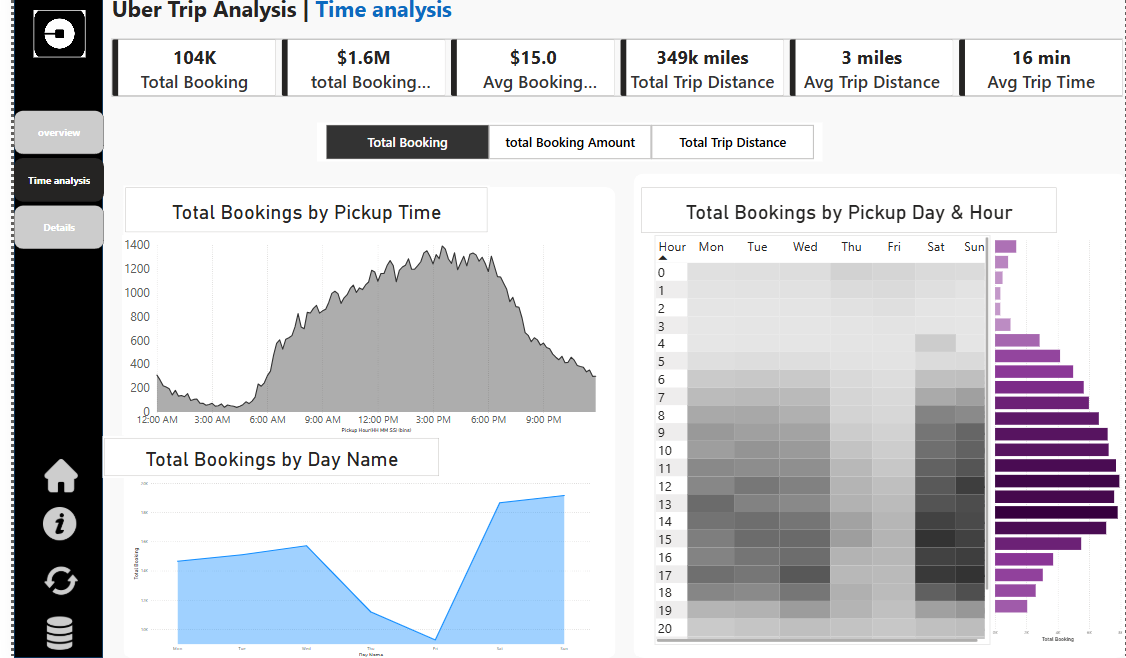 Uber Trip Analysis | Time analysis
104K
Total Booking
$1.6M
total Booking...
$15.0
Avg Booking...
349k miles
Total Trip Distance
3 miles
Avg Trip Distance
16 min
Avg Trip Time
overview
Time analysis
Details
Total Booking
total Booking Amount
Total Trip Distance
Total Bookings by Pickup Time
1400
1200
1000
800
600
400
200
0
12:00 AM 3:00 AM 6:00 AM 9:00 AM 12:00 PM 3:00 PM 6:00 PM 9:00 PM
Total Bookings by Day Name
Total Booking
Mon Tue Wed Thu Fri Sat Sun
Day Name
Total Bookings by Pickup Day & Hour
Hour Mon Tue Wed Thu Fri Sat Sun
0
1
2
3
4
5
6
7
8
9
10
11
12
13
14
15
16
17
18
19
20
Total Booking